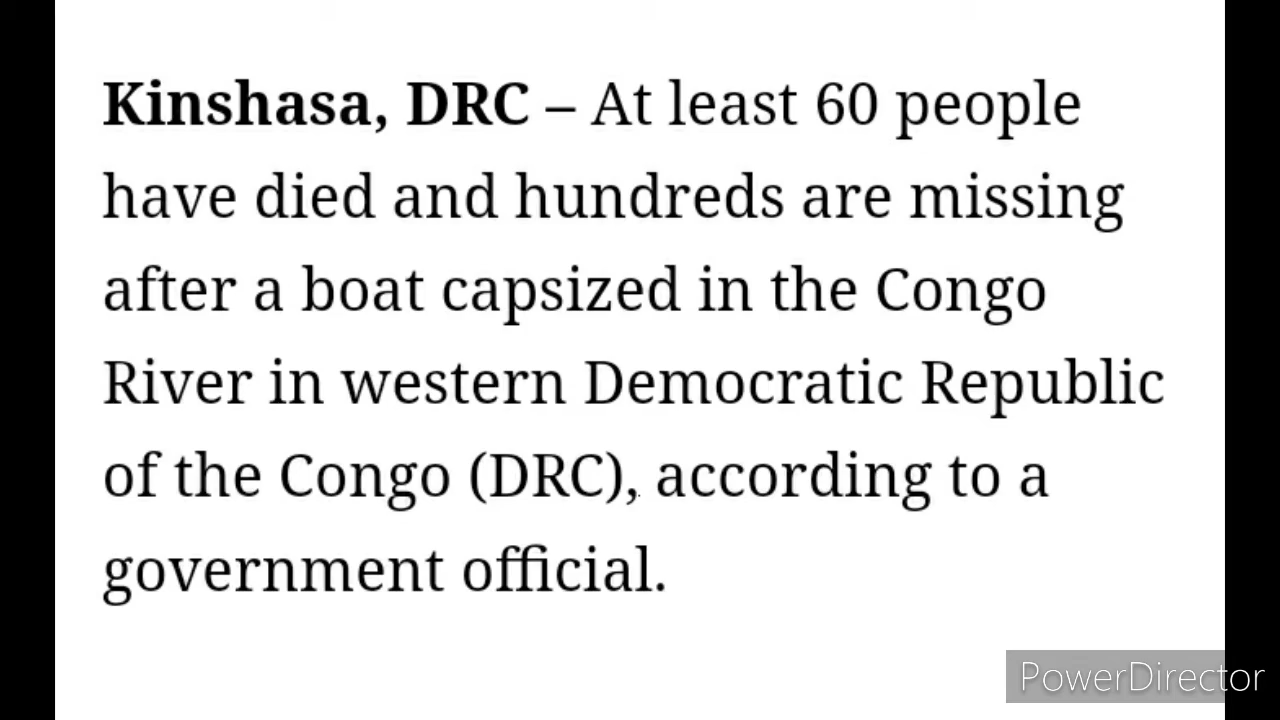 Kinshasa, DRC – At least 60 people
have died and hundreds are missing
after a boat capsized in the Congo
River in western Democratic Republic
of the Congo (DRC), according to a
government official.
PowerDirector